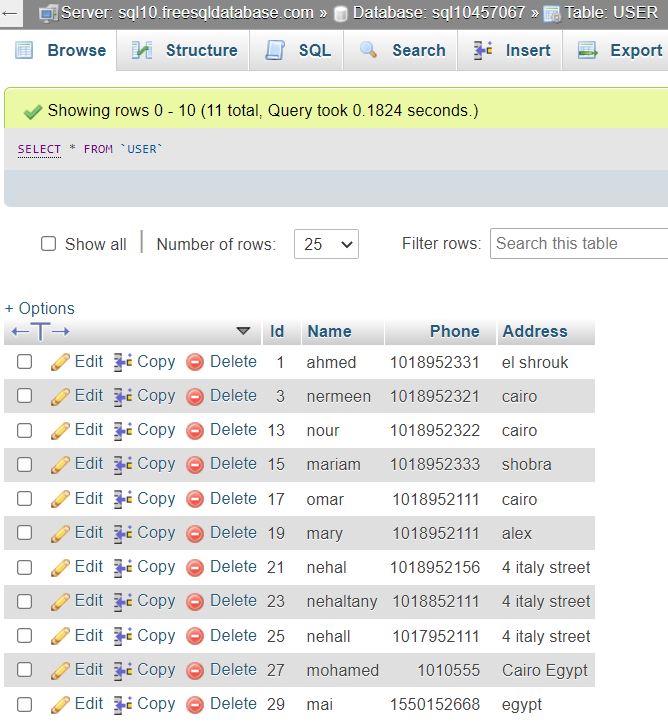 Server: sql10.freesqldatabase.com » Database: sql10457067 » Table: USER
Browse Structure SQL Search Insert Export
Showing rows 0 - 10 (11 total, Query took 0.1824 seconds.)
SELECT * FROM `USER`
Show all | Number of rows: 25 Filter rows: Search this table
+ Options
←T→ Id Name Phone Address
Edit Copy Delete 1 ahmed 1018952331 el shrouk
Edit Copy Delete 3 nermeen 1018952321 cairo
Edit Copy Delete 13 nour 1018952322 cairo
Edit Copy Delete 15 mariam 1018952333 shobra
Edit Copy Delete 17 omar 1018952111 cairo
Edit Copy Delete 19 mary 1018952111 alex
Edit Copy Delete 21 nehal 1018952156 4 italy street
Edit Copy Delete 23 nehaltany 1018852111 4 italy street
Edit Copy Delete 25 nehall 1017952111 4 italy street
Edit Copy Delete 27 mohamed 1010555 Cairo Egypt
Edit Copy Delete 29 mai 1550152668 egypt